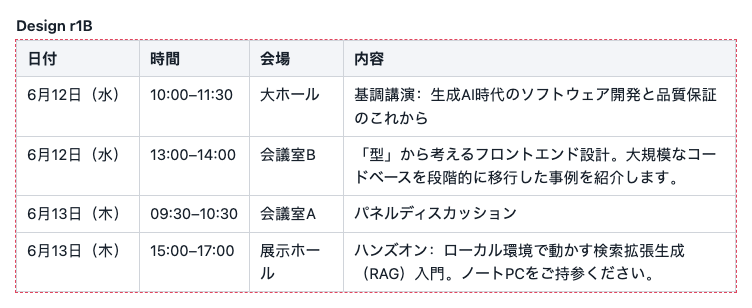 Design r1B
日付 時間 会場 内容
6月12日（水） 10:00–11:30 大ホール 基調講演：生成AI時代のソフトウェア開発と品質保証
のこれから
6月12日（水） 13:00–14:00 会議室B 「型」から考えるフロントエンド設計。大規模なコー
ドベースを段階的に移行した事例を紹介します。
6月13日（木） 09:30–10:30 会議室A パネルディスカッション
6月13日（木） 15:00–17:00 展示ホー ハンズオン：ローカル環境で動かす検索拡張生成
ル （RAG）入門。ノートPCをご持参ください。